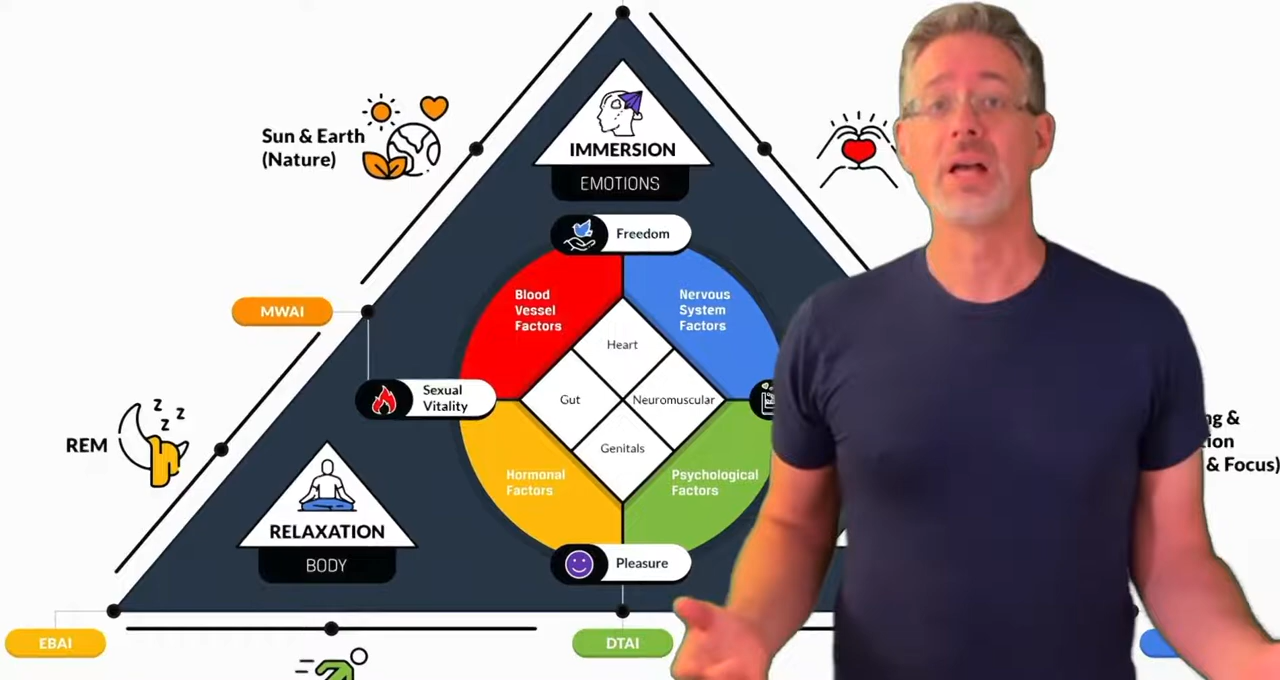 Sun & Earth
(Nature)
IMMERSION
EMOTIONS
Freedom
Blood
Vessel
Factors
Nervous
System
Factors
MWAI
Heart
Sexual
Vitality
Gut
Neuromuscular
Genitals
REM
z
z
z
Hormonal
Factors
Psychological
Factors
& Focus)
RELAXATION
BODY
Pleasure
EBAI
DTAI